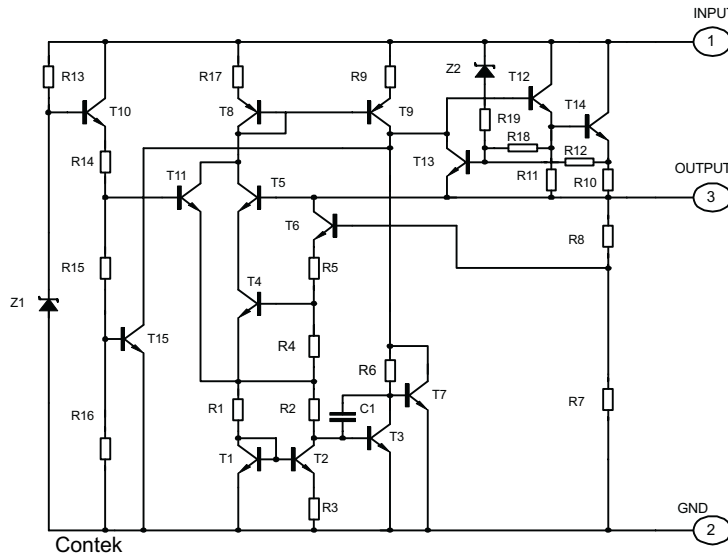 INPUT
1
R13
R17
R9
Z2
T12
T10
T8
T9
R19
T14
R18
R12
R14
T13
T11
R11
R10
OUTPUT
3
T5
T6
R8
R15
R5
Z1
T4
T15
R4
R6
T7
R7
R16
R1
R2
C1
T3
T1
T2
R3
GND
2
Contek